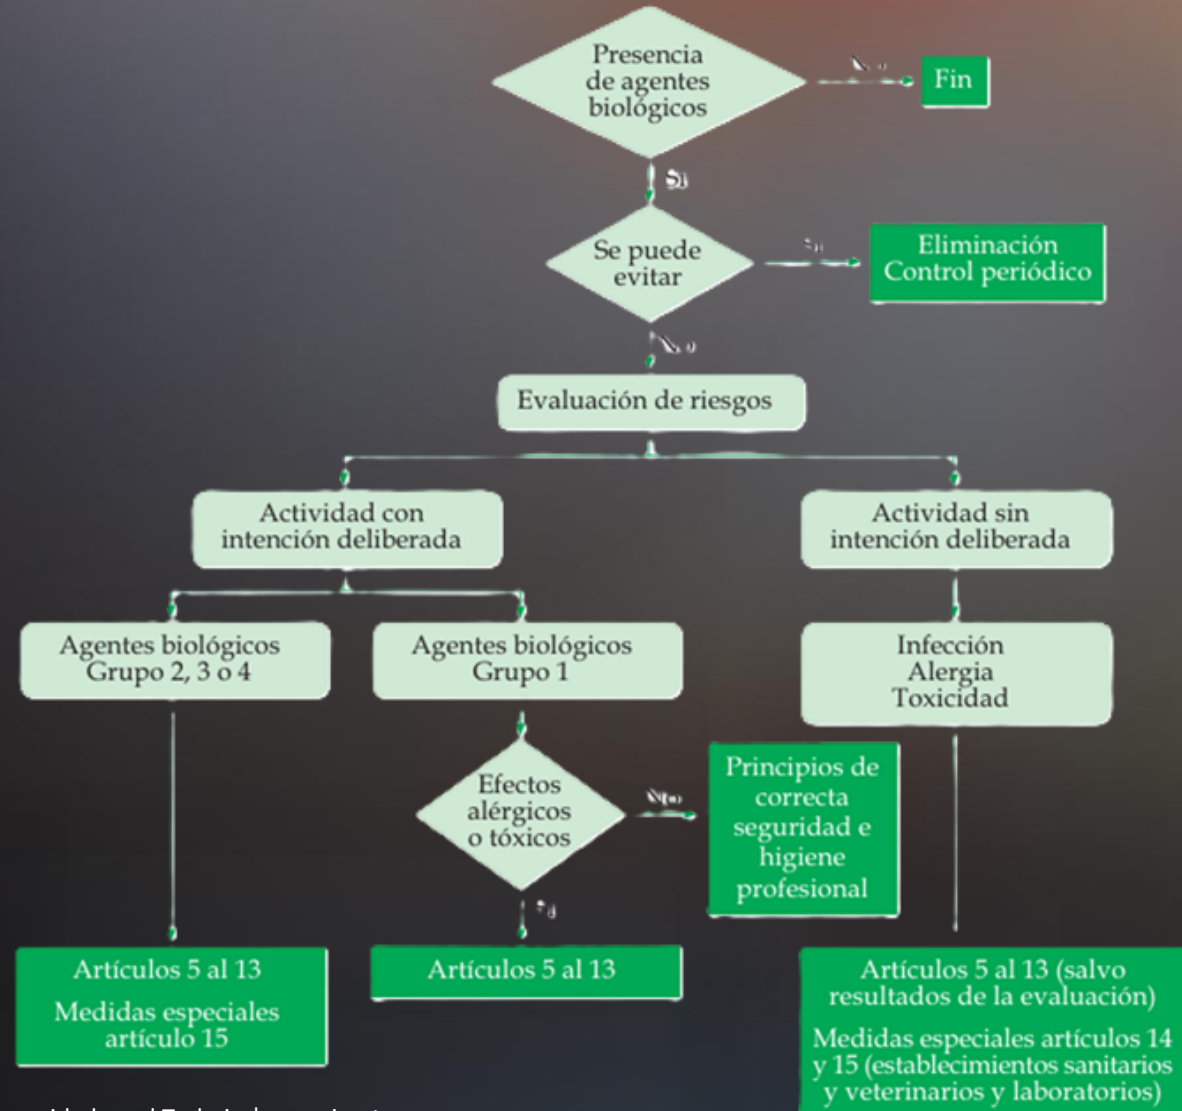 Presencia
de agentes
biológicos
Fin
Si
Se puede
evitar
Eliminación
Control periódico
Evaluación de riesgos
Actividad con
intención deliberada
Actividad sin
intención deliberada
Agentes biológicos
Grupo 2, 3 o 4
Agentes biológicos
Grupo 1
Infección
Alergia
Toxicidad
Efectos
alérgicos
o tóxicos
Principios de
correcta
seguridad e
higiene
profesional
Artículos 5 al 13
Medidas especiales
artículo 15
Artículos 5 al 13
Artículos 5 al 13 (salvo
resultados de la evaluación)
Medidas especiales artículos 14
y 15 (establecimientos sanitarios
y veterinarios y laboratorios)